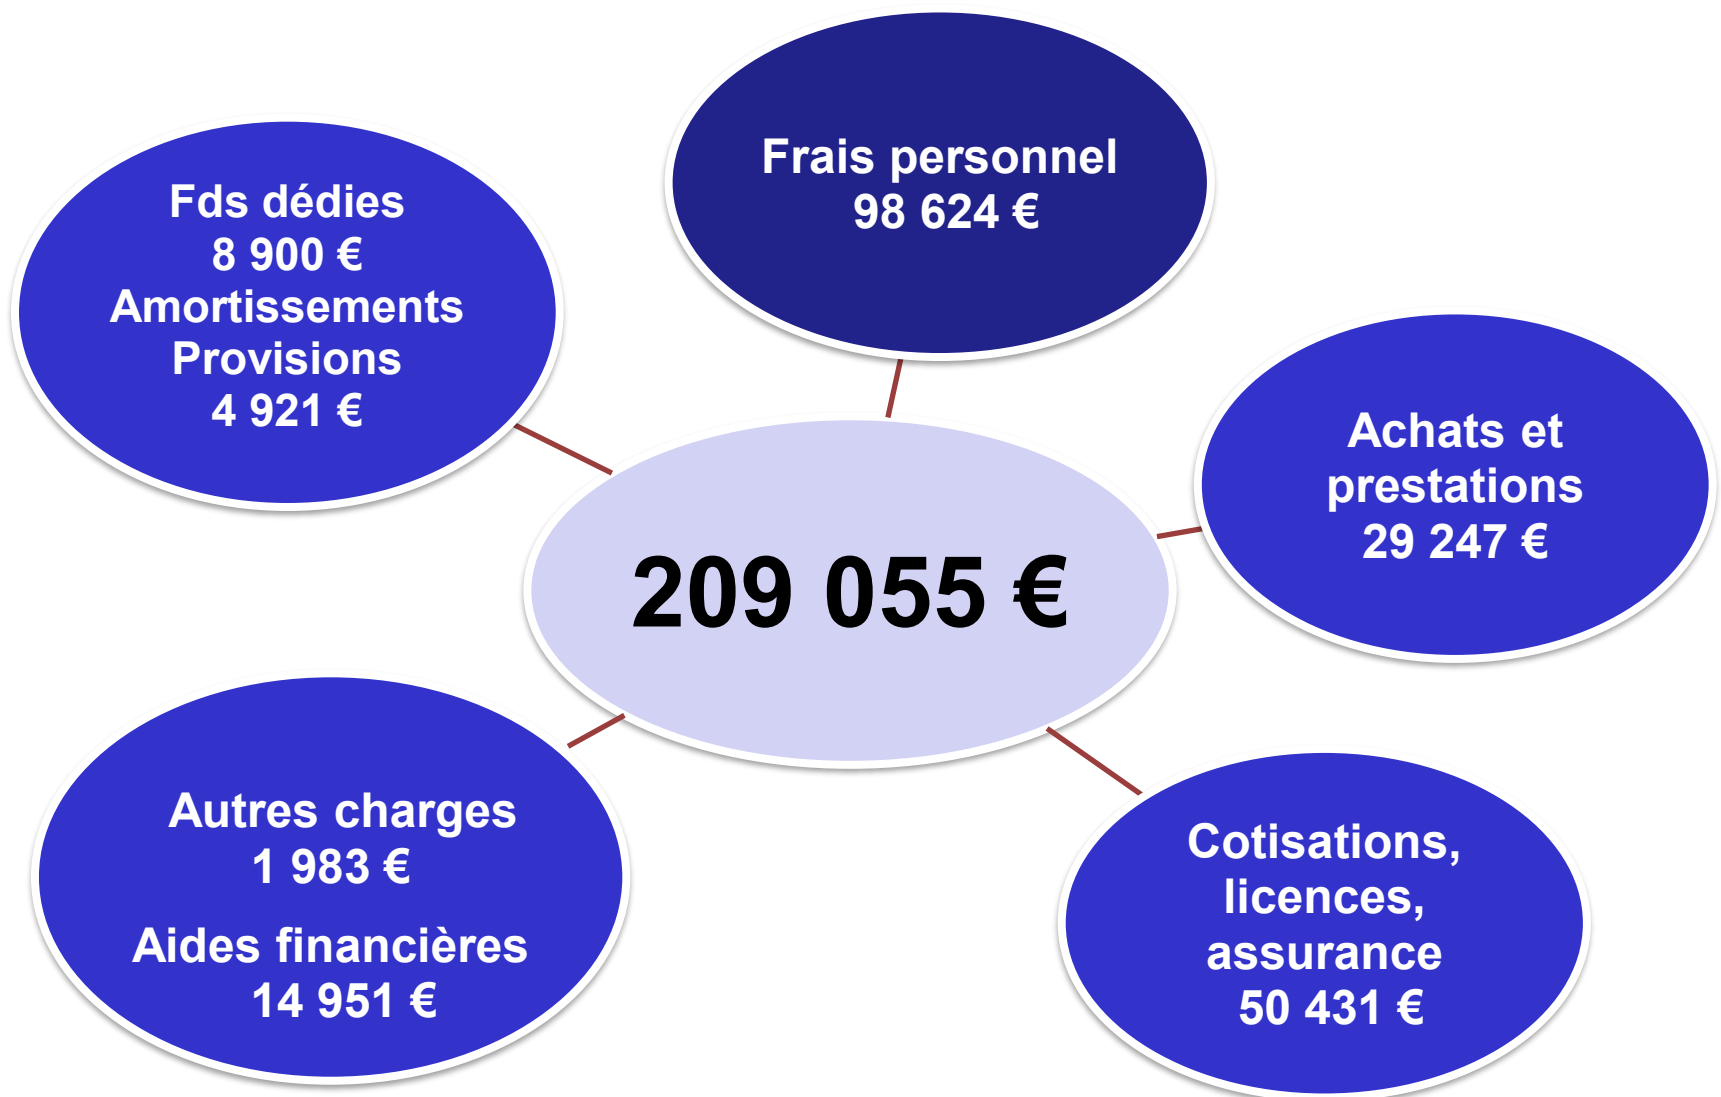 Frais personnel
98 624 €
Fds dédies
8 900 €
Amortissements
Provisions
4 921 €
Achats et
prestations
29 247 €
209 055 €
Autres charges
1 983 €
Aides financières
14 951 €
Cotisations,
licences,
assurance
50 431 €